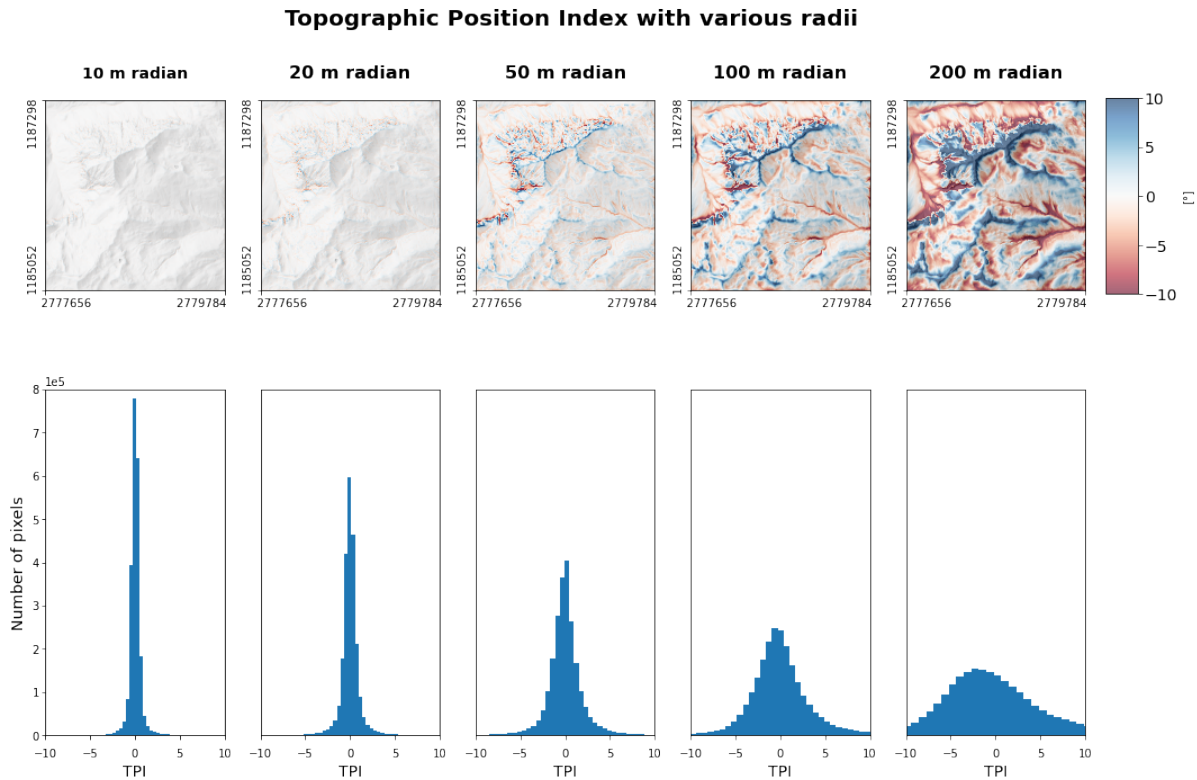 Topographic Position Index with various radii
10 m radian
20 m radian
50 m radian
100 m radian
200 m radian
1187298
1185052
2777656
2779784
1187298
1185052
2777656
2779784
1187298
1185052
2777656
2779784
1187298
1185052
2777656
2779784
1187298
1185052
2777656
2779784
10
5
0
−5
−10
[°]
1e5
8
7
6
5
4
3
2
1
0
Number of pixels
−10 −5 0 5 10
TPI
−10 −5 0 5 10
TPI
−10 −5 0 5 10
TPI
−10 −5 0 5 10
TPI
−10 −5 0 5 10
TPI